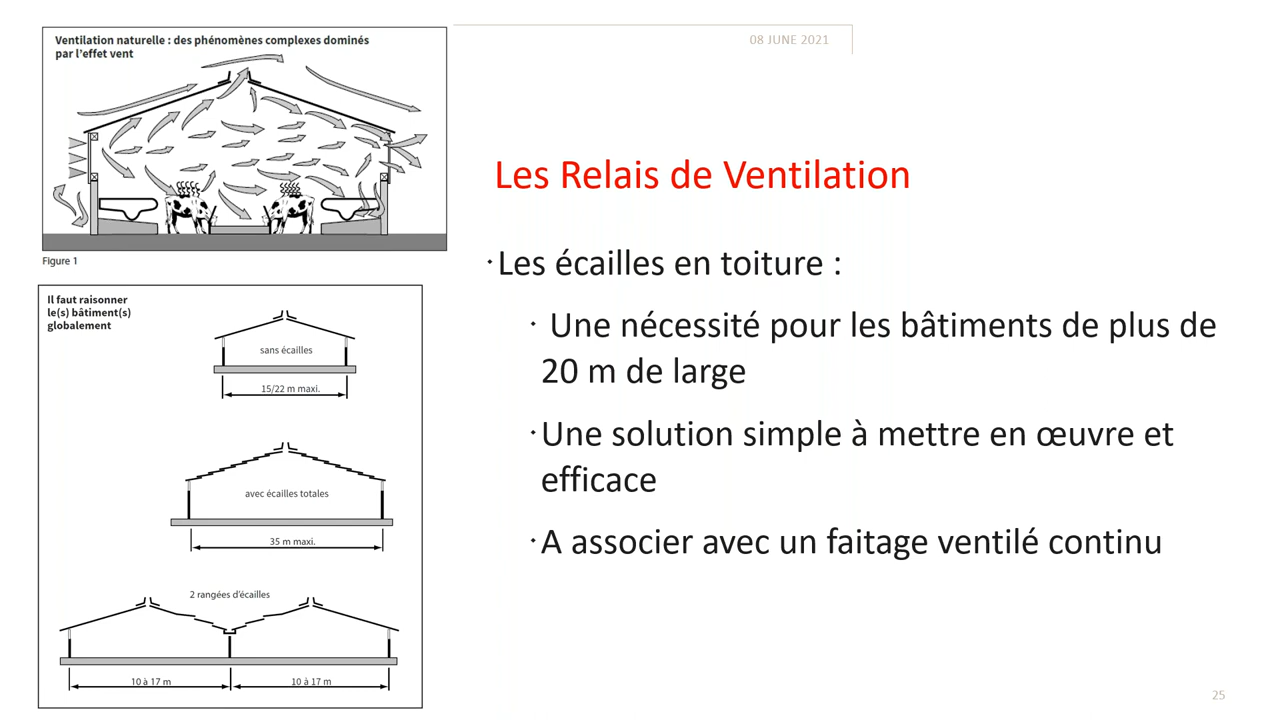 Ventilation naturelle : des phénomènes complexes dominés
par l'effet vent
Figure 1
Il faut raisonner
le(s) bâtiment(s)
globalement
sans écailles
15/22 m maxi.
avec écailles totales
35 m maxi.
2 rangées d'écailles
10 à 17 m
10 à 17 m
08 JUNE 2021
Les Relais de Ventilation
·Les écailles en toiture :
· Une nécessité pour les bâtiments de plus de
20 m de large
·Une solution simple à mettre en œuvre et
efficace
·A associer avec un faitage ventilé continu
25